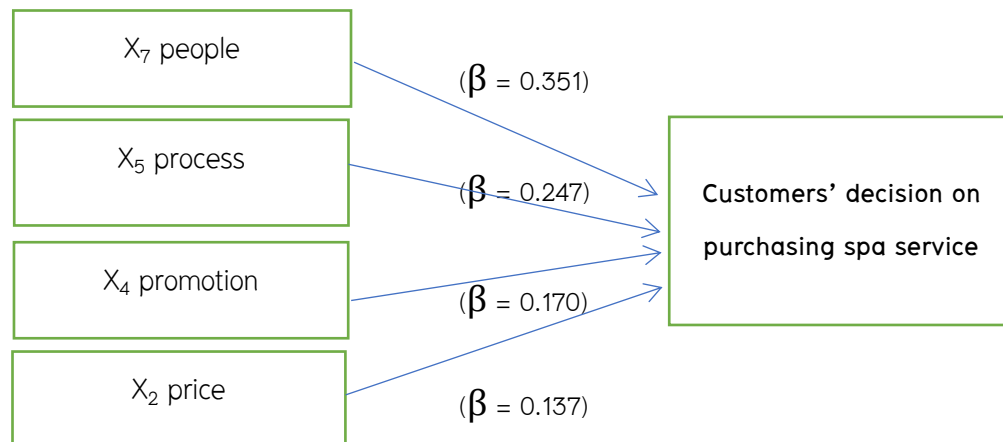 X₇ people
(β = 0.351)
X₅ process
(β = 0.247)
Customers’ decision on
purchasing spa service
X₄ promotion
(β = 0.170)
X₂ price
(β = 0.137)